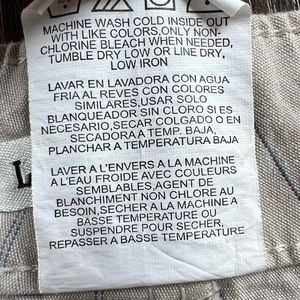 MACHINE WASH COLD INSIDE OUT
WITH LIKE COLORS,ONLY NON-
CHLORINE BLEACH WHEN NEEDED,
TUMBLE DRY LOW OR LINE DRY,
LOW IRON
LAVAR EN LAVADORA CON AGUA
FRIA AL REVES CON COLORES
SIMILARES,USAR SOLO
BLANQUEADOR SIN CLORO SI ES
NECESARIO,SECAR COLGADO O EN
SECADORA A TEMP. BAJA,
PLANCHAR A TEMPERATURA BAJA
LAVER A L'ENVERS A LA MACHINE
A L'EAU FROIDE AVEC COULEURS
SEMBLABLES,AGENT DE
BLANCHIMENT NON CHLORE AU
BESOIN,SECHER A LA MACHINE A
BASSE TEMPERATURE OU
SUSPENDRE POUR SECHER,
REPASSER A BASSE TEMPERATURE
L